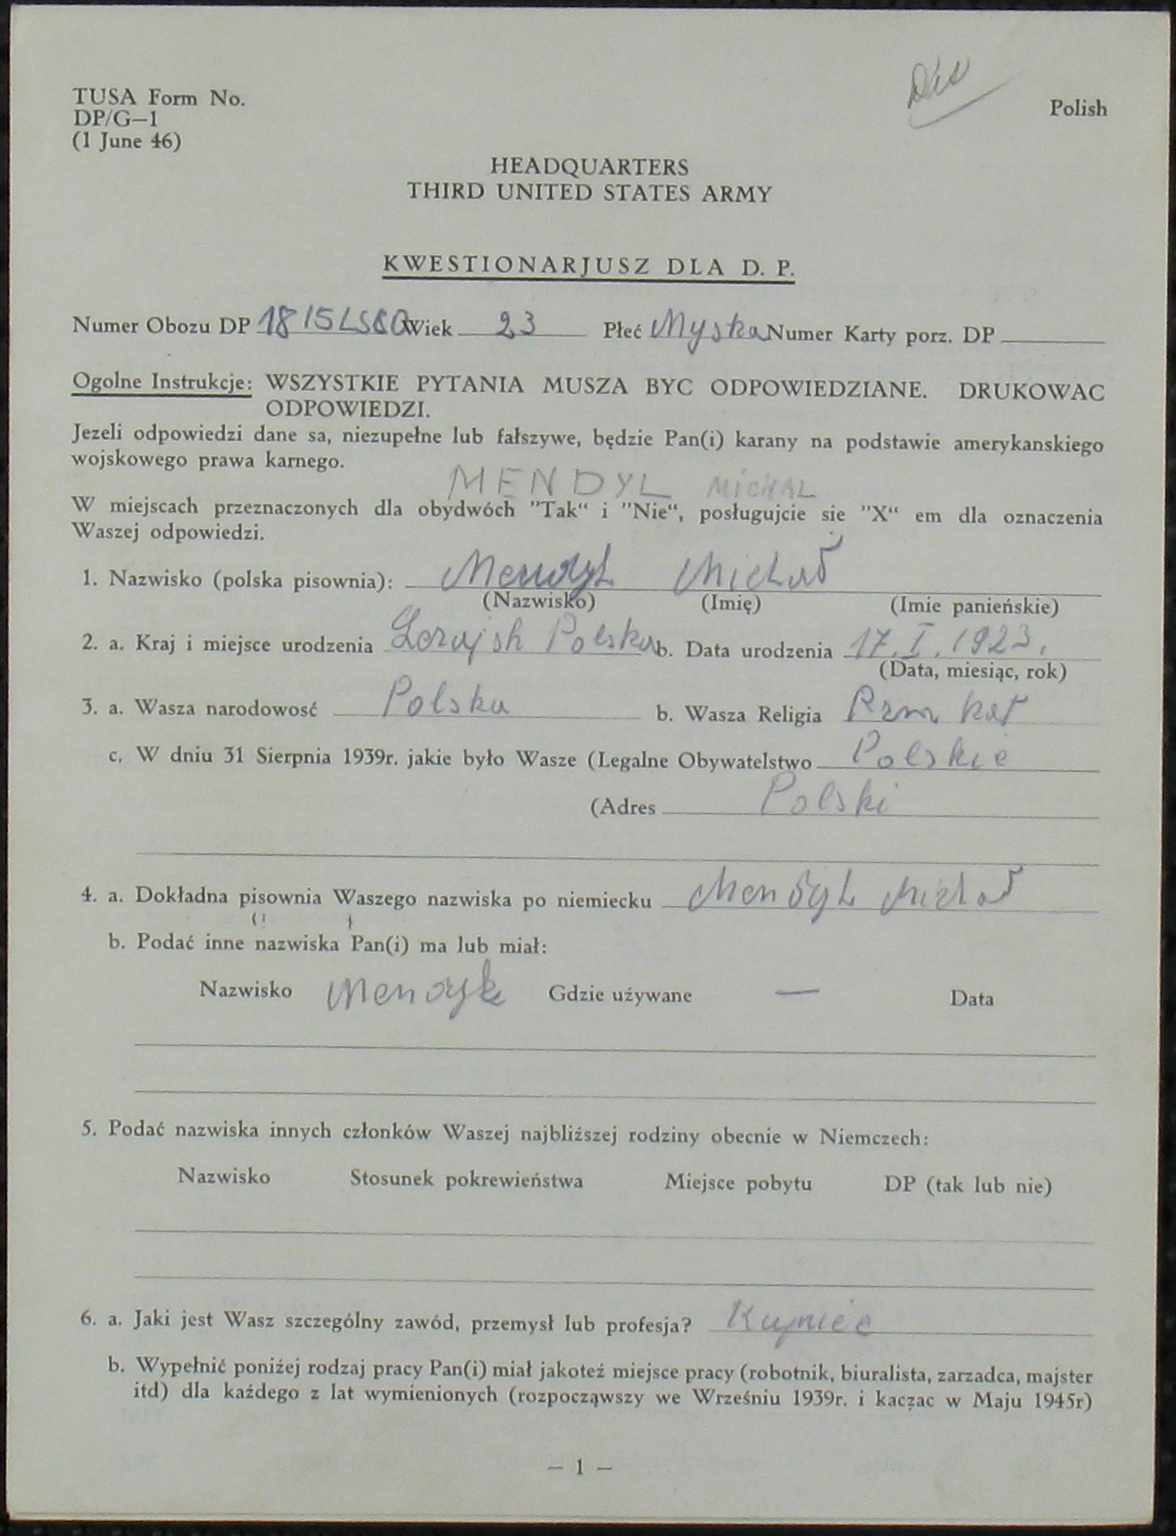 TUSA Form No.
DP/G—1
(1 June 46)
Polish
HEADQUARTERS
THIRD UNITED STATES ARMY
KWESTIONARJUSZ DLA D. P.
Numer Obozu DP Wiek 23 Płeć Myska Numer Karty porz. DP
Ogolne Instrukcje: WSZYSTKIE PYTANIA MUSZA BYC ODPOWIEDZIANE. DRUKOWAC
ODPOWIEDZI.
Jezeli odpowiedzi dane sa, niezupełne lub fałszywe, będzie Pan(i) karany na podstawie amerykanskiego
wojskowego prawa karnego.
MENDYL MICHAL
W miejscach przeznaczonych dla obydwóch "Tak“ i "Nie“, posługujcie sie "X“ em dla oznaczenia
Waszej odpowiedzi.
1. Nazwisko (polska pisownia): Mendyl Michał
(Nazwisko) (Imię) (Imie panieńskie)
2. a. Kraj i miejsce urodzenia Polska b. Data urodzenia 17. I. 1923.
(Data, miesiąc, rok)
3. a. Wasza narodowosć Polska b. Wasza Religia Rzm kat
c. W dniu 31 Sierpnia 1939r. jakie było Wasze (Legalne Obywatelstwo Polskie
(Adres Polski
4. a. Dokładna pisownia Waszego nazwiska po niemiecku Mendyl Michał
b. Podać inne nazwiska Pan(i) ma lub miał:
Nazwisko Gdzie używane — Data
5. Podać nazwiska innych członków Waszej najbliższej rodziny obecnie w Niemczech:
Nazwisko Stosunek pokrewieństwa Miejsce pobytu DP (tak lub nie)
6. a. Jaki jest Wasz szczególny zawód, przemysł lub profesja? Kupiec
b. Wypełnić poniżej rodzaj pracy Pan(i) miał jakoteż miejsce pracy (robotnik, biuralista, zarzadca, majster
itd) dla każdego z lat wymienionych (rozpocząwszy we Wrześniu 1939r. i kacząc w Maju 1945r)
— 1 —